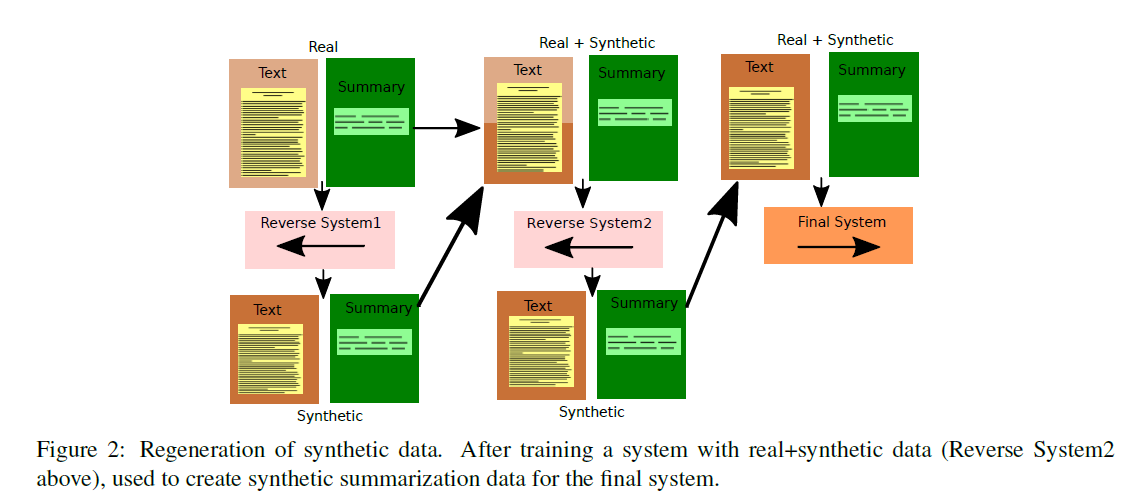 Real
Real + Synthetic
Real + Synthetic
Text
Summary
Text
Summary
Text
Summary
Reverse System1
Reverse System2
Final System
Text
Summary
Text
Summary
Synthetic
Synthetic
Figure 2: Regeneration of synthetic data. After training a system with real+synthetic data (Reverse System2
above), used to create synthetic summarization data for the final system.